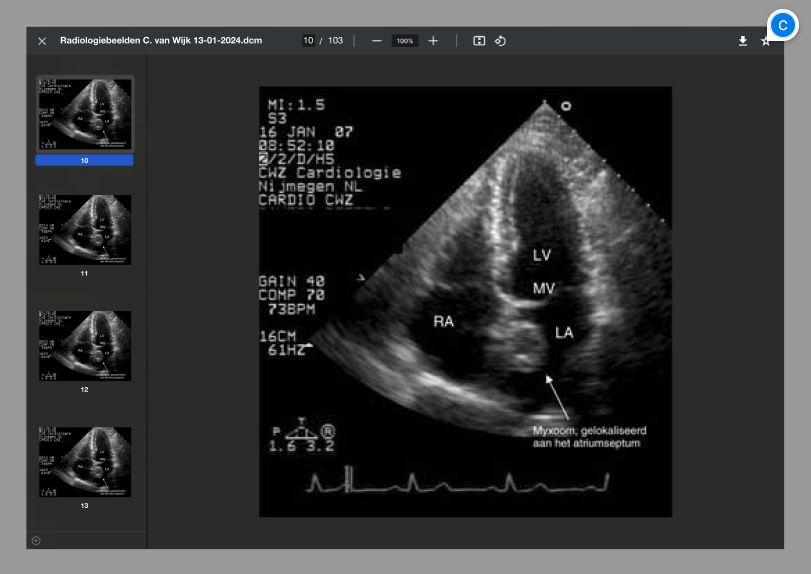 C
Radiologiebeelden C. van Wijk 13-01-2024.dcm
10 / 103
100%
MI:1.5
S3
16 JAN 07
08:52:10
/2/D/H5
CWZ Cardiologie
Nijmegen NL
CARDIO CWZ
GAIN 40
COMP 70
73BPM
16CM
61HZ
LV
MV
RA
LA
Myxoom, gelokaliseerd
aan het atriumseptum
P T R
1.6 3.2
10
11
12
13